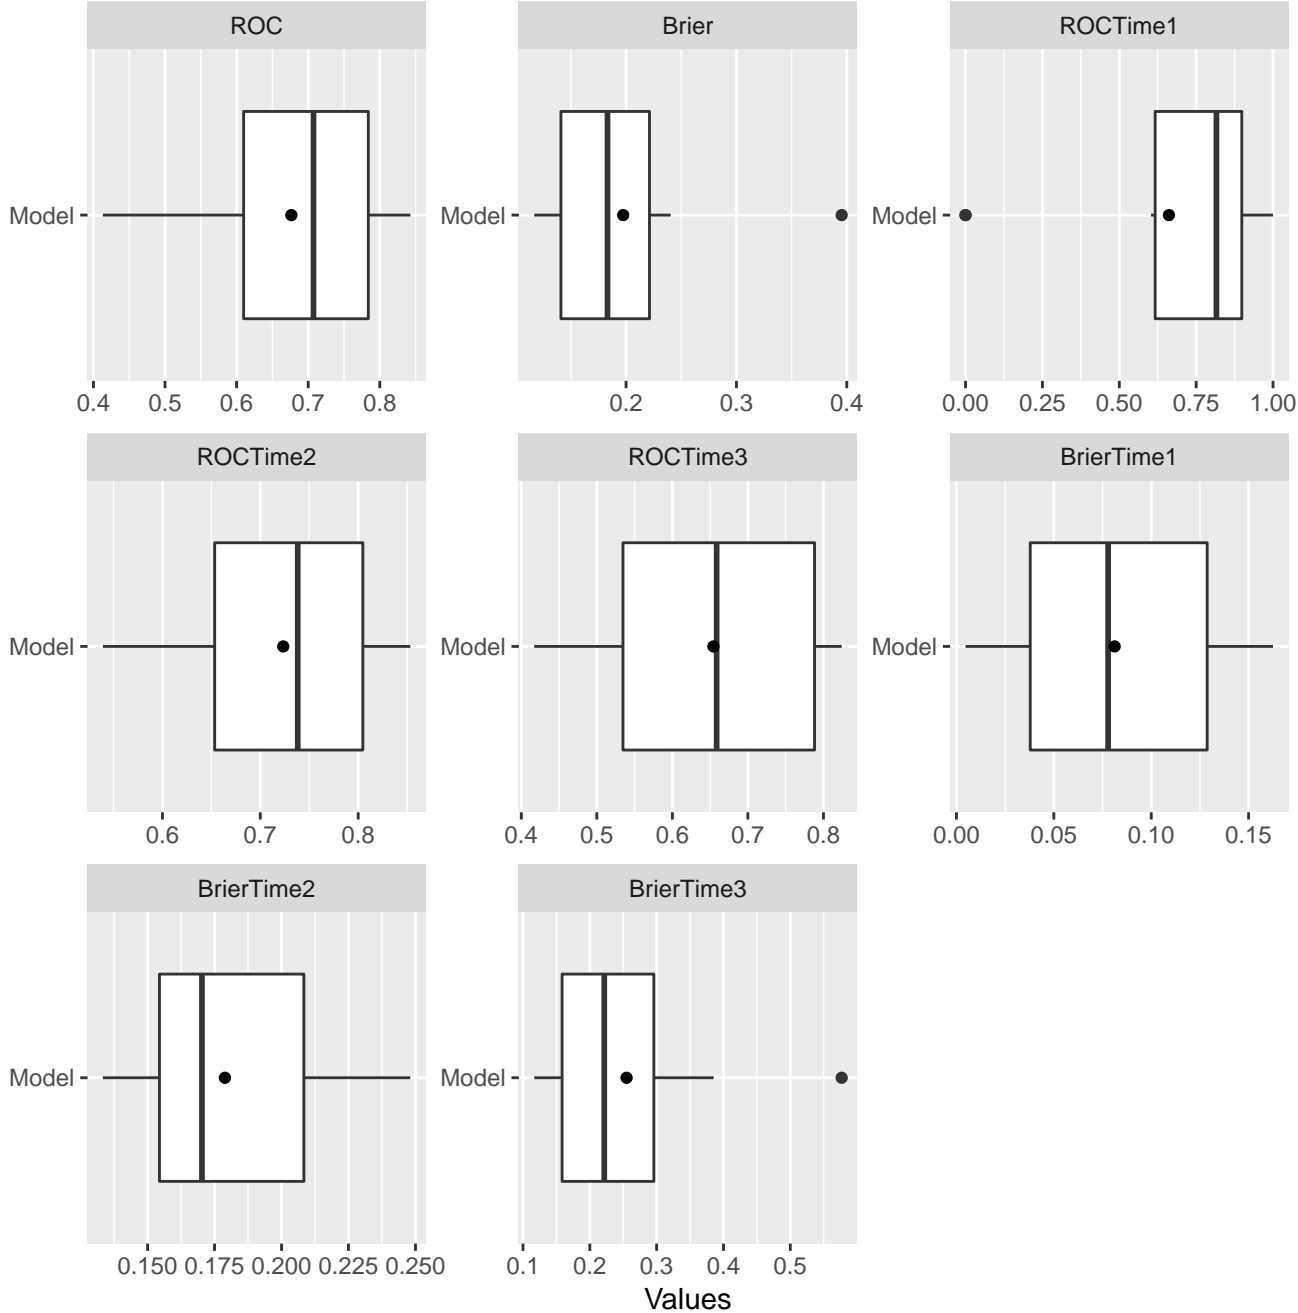 ROC Brier ROCTime1
Model Model Model
0.4 0.5 0.6 0.7 0.8 0.2 0.3 0.4 0.00 0.25 0.50 0.75 1.00
ROCTime2 ROCTime3 BrierTime1
Model Model Model
0.6 0.7 0.8 0.4 0.5 0.6 0.7 0.8 0.00 0.05 0.10 0.15
BrierTime2 BrierTime3
Model Model
0.150 0.175 0.200 0.225 0.250 0.1 0.2 0.3 0.4 0.5
Values